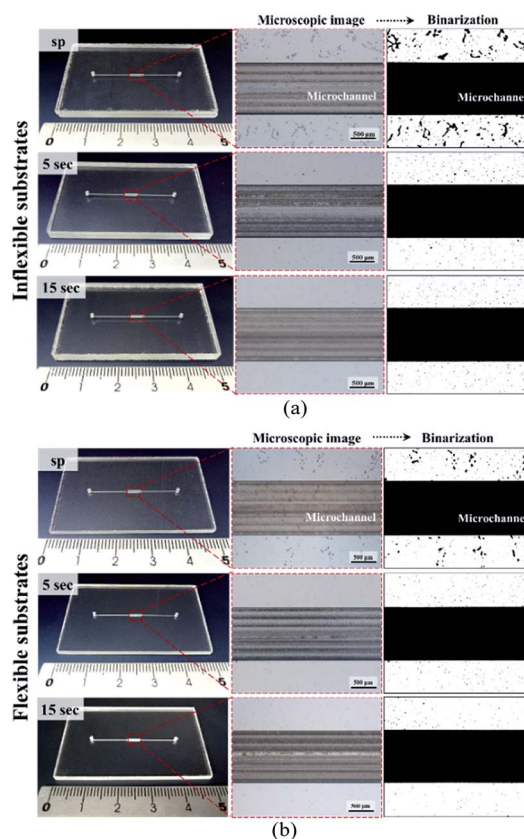 Microscopic image Binarization
sp
Microchannel Microchannel
500 μm
0 1 2 3 4 5
5 sec
500 μm
0 1 2 3 4 5
15 sec
500 μm
0 1 2 3 4 5
Inflexible substrates
(a)
Microscopic image Binarization
sp
Microchannel Microchannel
500 μm
0 1 2 3 4 5
5 sec
500 μm
0 1 2 3 4 5
15 sec
500 μm
0 1 2 3 4 5
Flexible substrates
(b)